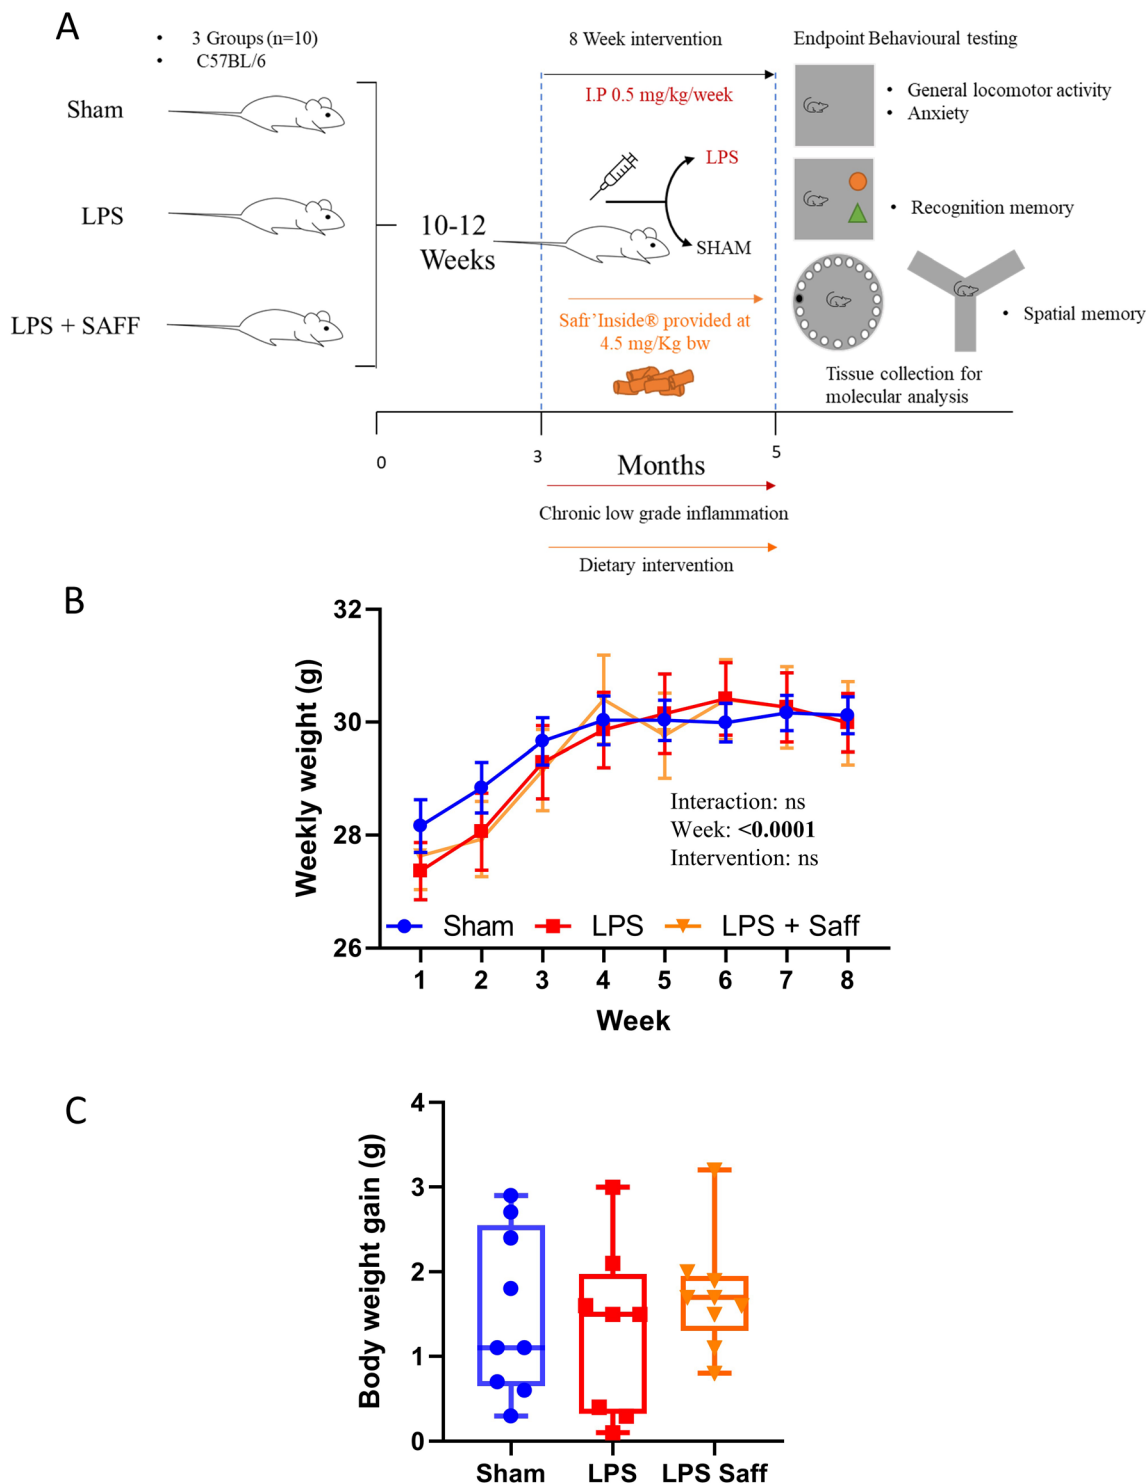 A
• 3 Groups (n=10)
• C57BL/6
8 Week intervention
Endpoint Behavioural testing
Sham
I.P 0.5 mg/kg/week
• General locomotor activity
• Anxiety
LPS
LPS
• Recognition memory
10-12
Weeks
SHAM
LPS + SAFF
Safr'Inside® provided at
4.5 mg/Kg bw
• Spatial memory
Tissue collection for
molecular analysis
0
3
5
Months
Chronic low grade inflammation
Dietary intervention
B
Weekly weight (g)
32
30
28
26
Interaction: ns
Week: <0.0001
Intervention: ns
Sham LPS LPS + Saff
1 2 3 4 5 6 7 8
Week
C
Body weight gain (g)
4
3
2
1
0
Sham LPS LPS Saff